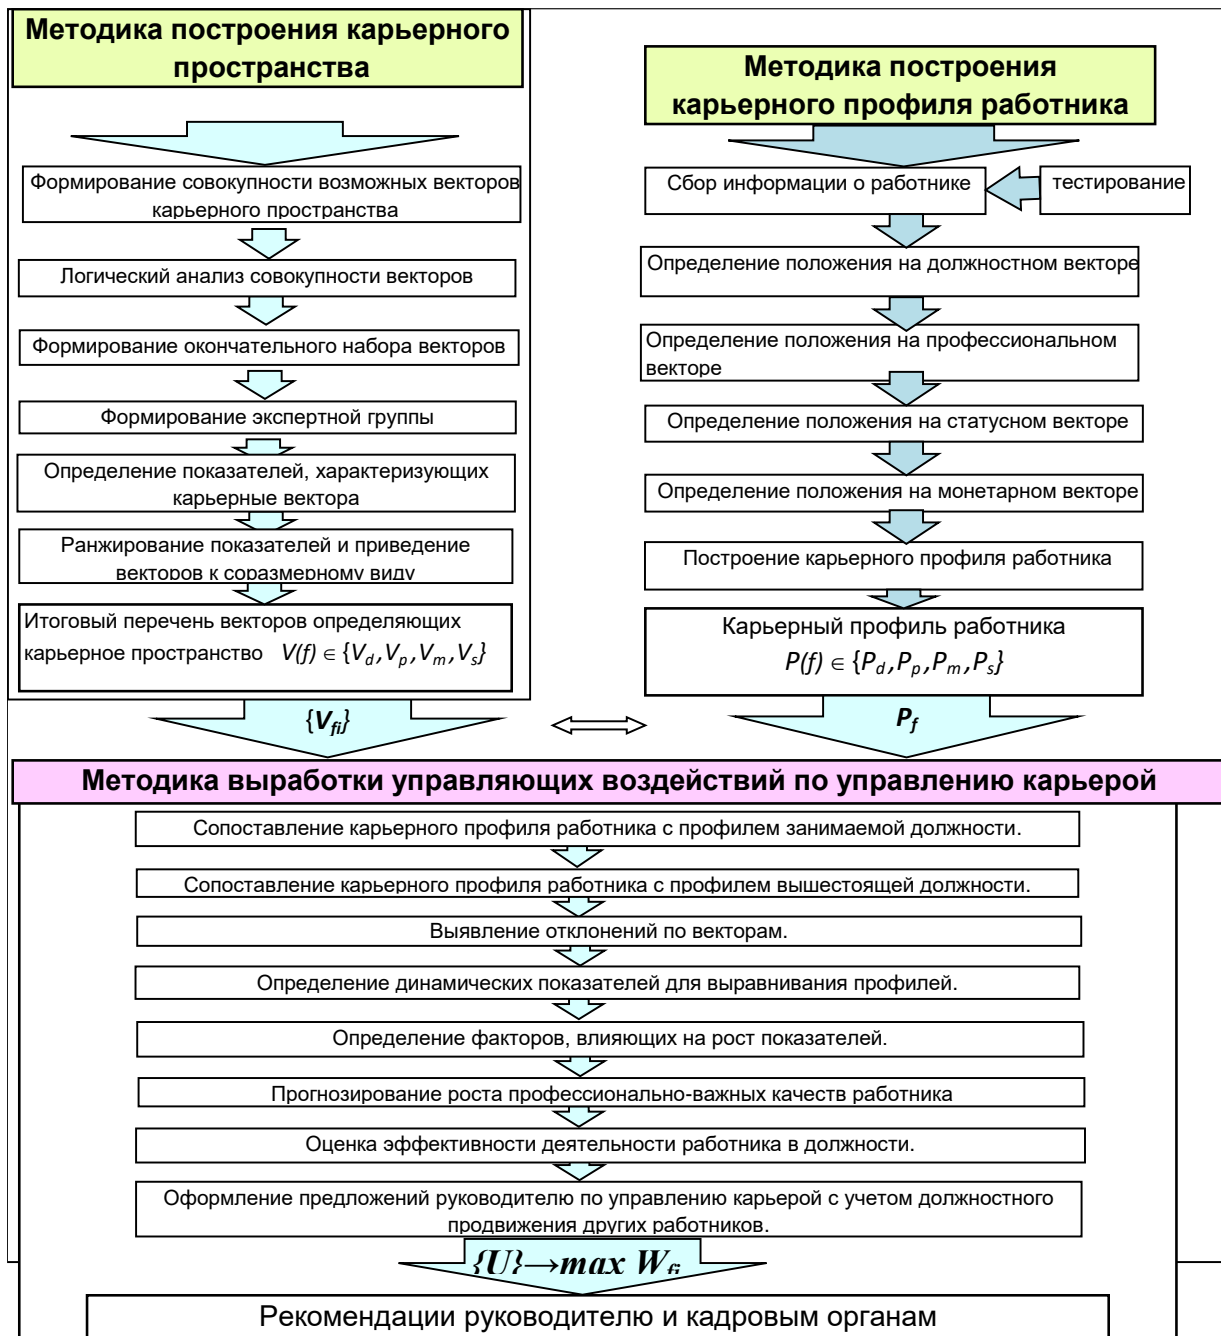 Методика построения карьерного
пространства
Формирование совокупности возможных векторов
карьерного пространства
Логический анализ совокупности векторов
Формирование окончательного набора векторов
Формирование экспертной группы
Определение показателей, характеризующих
карьерные вектора
Ранжирование показателей и приведение
векторов к соразмерному виду
Итоговый перечень векторов определяющих
карьерное пространство V(f) ∈ {V_d, V_p, V_m, V_s}
{V_fi}
Методика построения
карьерного профиля работника
Сбор информации о работнике
тестирование
Определение положения на должностном векторе
Определение положения на профессиональном
векторе
Определение положения на статусном векторе
Определение положения на монетарном векторе
Построение карьерного профиля работника
Карьерный профиль работника
P(f) ∈ {P_d, P_p, P_m, P_s}
P_f
Методика выработки управляющих воздействий по управлению карьерой
Сопоставление карьерного профиля работника с профилем занимаемой должности.
Сопоставление карьерного профиля работника с профилем вышестоящей должности.
Выявление отклонений по векторам.
Определение динамических показателей для выравнивания профилей.
Определение факторов, влияющих на рост показателей.
Прогнозирование роста профессионально-важных качеств работника
Оценка эффективности деятельности работника в должности.
Оформление предложений руководителю по управлению карьерой с учетом должностного
продвижения других работников.
{U}→max W_fi
Рекомендации руководителю и кадровым органам